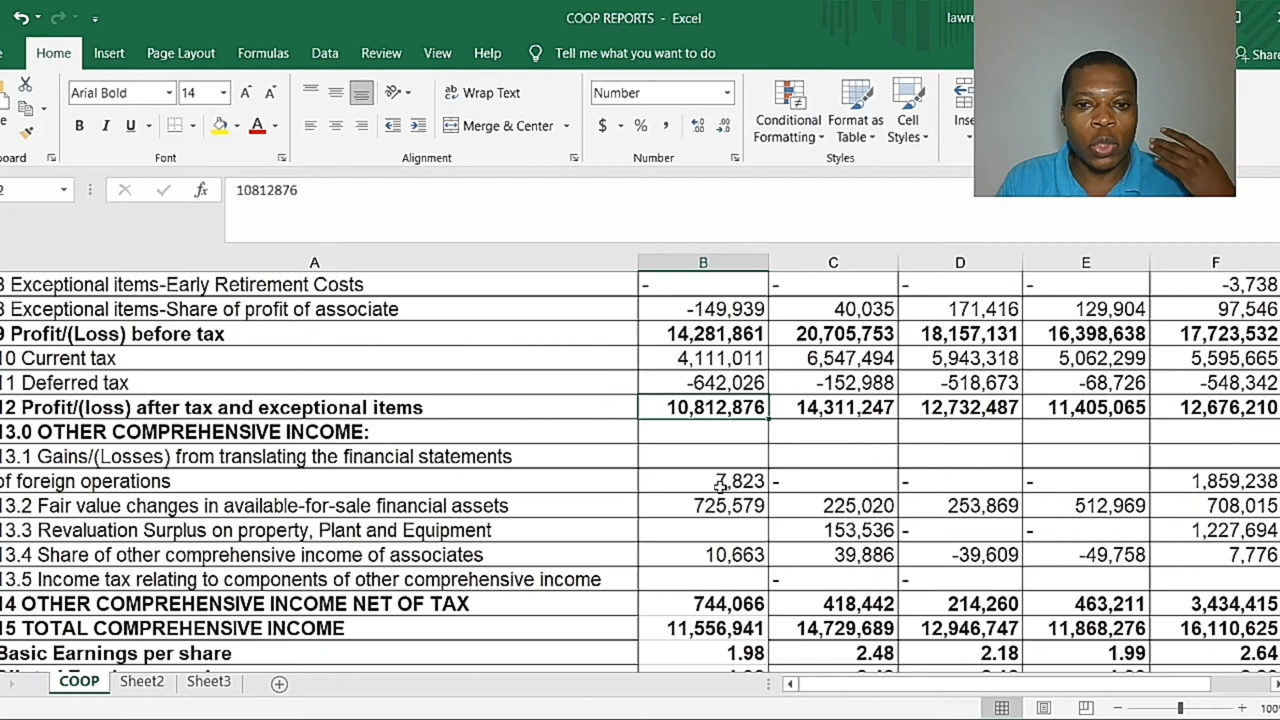 COOP REPORTS - Excel
lawre
Home Insert Page Layout Formulas Data Review View Help Tell me what you want to do
Share
Arial Bold 14 A A Wrap Text Number Conditional Formatting Format as Table Cell Styles Inse
B I U A Merge & Center $ % ,
board Font Alignment Number Styles
2 fx 10812876
A B C D E F
3 Exceptional items-Early Retirement Costs - - - - -3,738
3 Exceptional items-Share of profit of associate -149,939 40,035 171,416 129,904 97,546
9 Profit/(Loss) before tax 14,281,861 20,705,753 18,157,131 16,398,638 17,723,532
10 Current tax 4,111,011 6,547,494 5,943,318 5,062,299 5,595,665
11 Deferred tax -642,026 -152,988 -518,673 -68,726 -548,342
12 Profit/(loss) after tax and exceptional items 10,812,876 14,311,247 12,732,487 11,405,065 12,676,210
13.0 OTHER COMPREHENSIVE INCOME:
13.1 Gains/(Losses) from translating the financial statements
of foreign operations 7,823 - - - 1,859,238
13.2 Fair value changes in available-for-sale financial assets 725,579 225,020 253,869 512,969 708,015
13.3 Revaluation Surplus on property, Plant and Equipment 153,536 - - 1,227,694
13.4 Share of other comprehensive income of associates 10,663 39,886 -39,609 -49,758 7,776
13.5 Income tax relating to components of other comprehensive income - -
14 OTHER COMPREHENSIVE INCOME NET OF TAX 744,066 418,442 214,260 463,211 3,434,415
15 TOTAL COMPREHENSIVE INCOME 11,556,941 14,729,689 12,946,747 11,868,276 16,110,625
Basic Earnings per share 1.98 2.48 2.18 1.99 2.64
COOP Sheet2 Sheet3
100